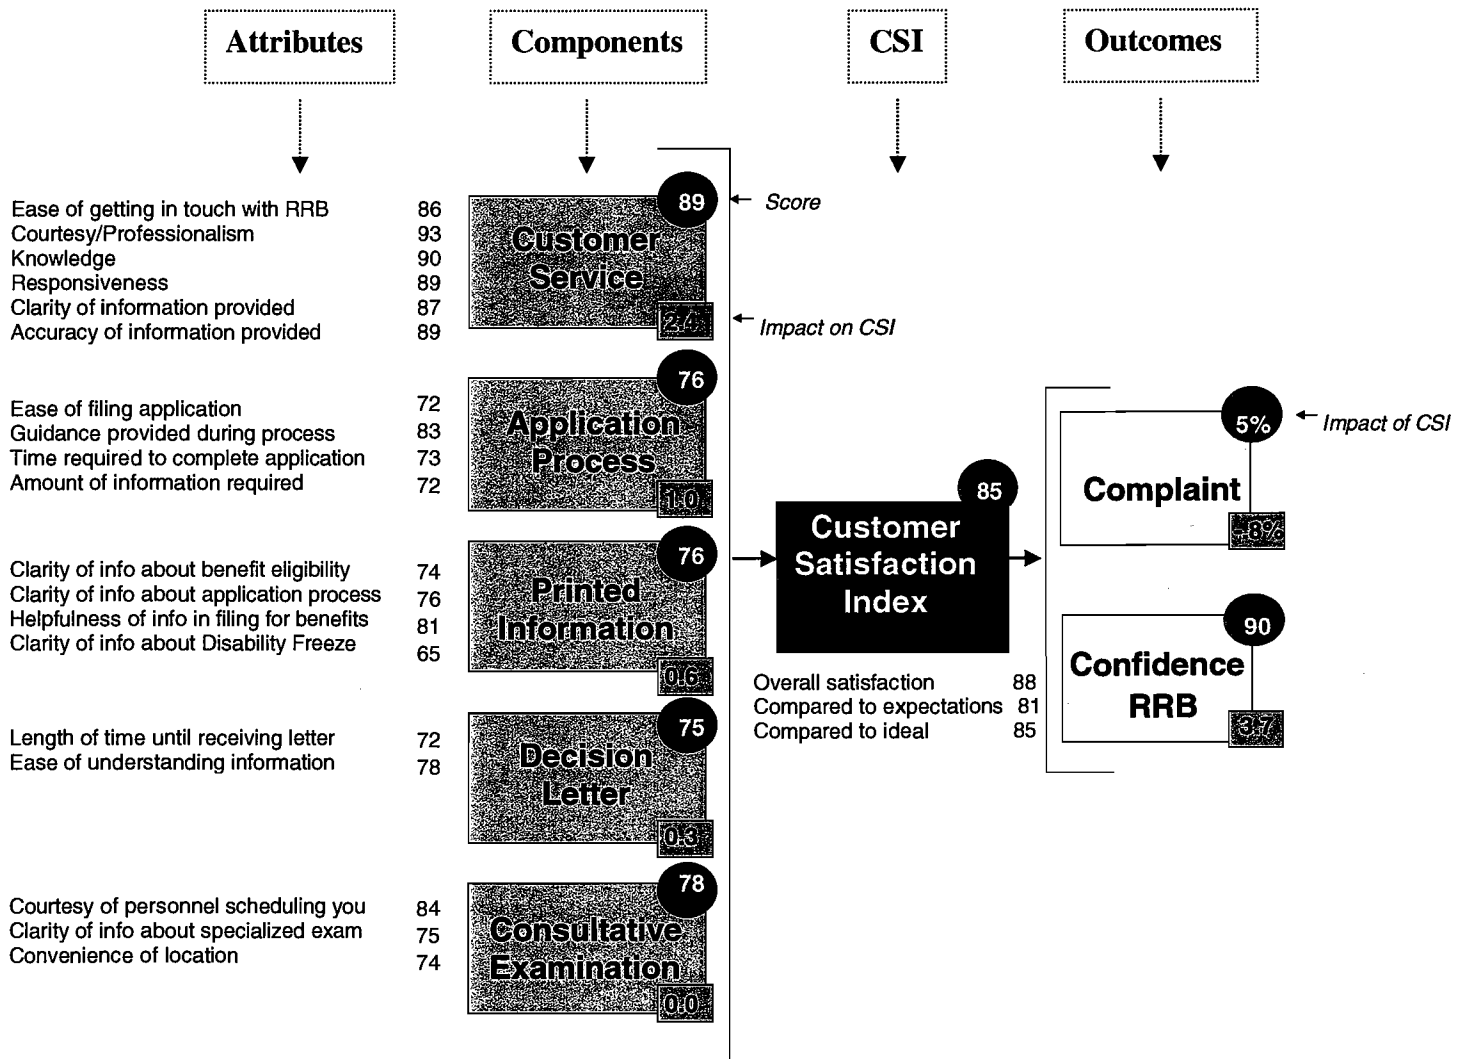 Attributes
Components
CSI
Outcomes
Ease of getting in touch with RRB 86
Courtesy/Professionalism 93
Knowledge 90
Responsiveness 89
Clarity of information provided 87
Accuracy of information provided 89
89
Customer
Service
2.4
Score
Impact on CSI
Ease of filing application 72
Guidance provided during process 83
Time required to complete application 73
Amount of information required 72
76
Application
Process
1.0
Clarity of info about benefit eligibility 74
Clarity of info about application process 76
Helpfulness of info in filing for benefits 81
Clarity of info about Disability Freeze 65
76
Printed
Information
0.6
Length of time until receiving letter 72
Ease of understanding information 78
75
Decision
Letter
0.3
Courtesy of personnel scheduling you 84
Clarity of info about specialized exam 75
Convenience of location 74
78
Consultative
Examination
0.0
85
Customer
Satisfaction
Index
Overall satisfaction 88
Compared to expectations 81
Compared to ideal 85
5%
Complaint
-8%
Impact of CSI
90
Confidence
RRB
3.7